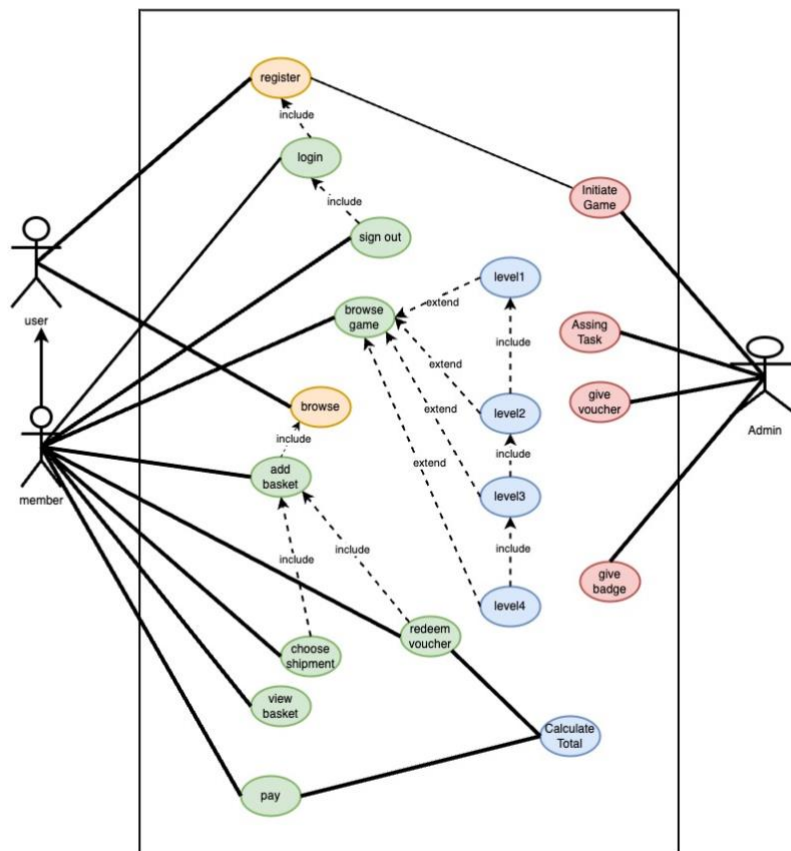 register
include
login
include
sign out
Initiate
Game
user
browse
game
extend
level1
include
Assing
Task
extend
give
voucher
Admin
browse
extend
level2
include
include
member
add
basket
extend
level3
include
include
include
give
badge
level4
redeem
voucher
choose
shipment
view
basket
Calculate
Total
pay